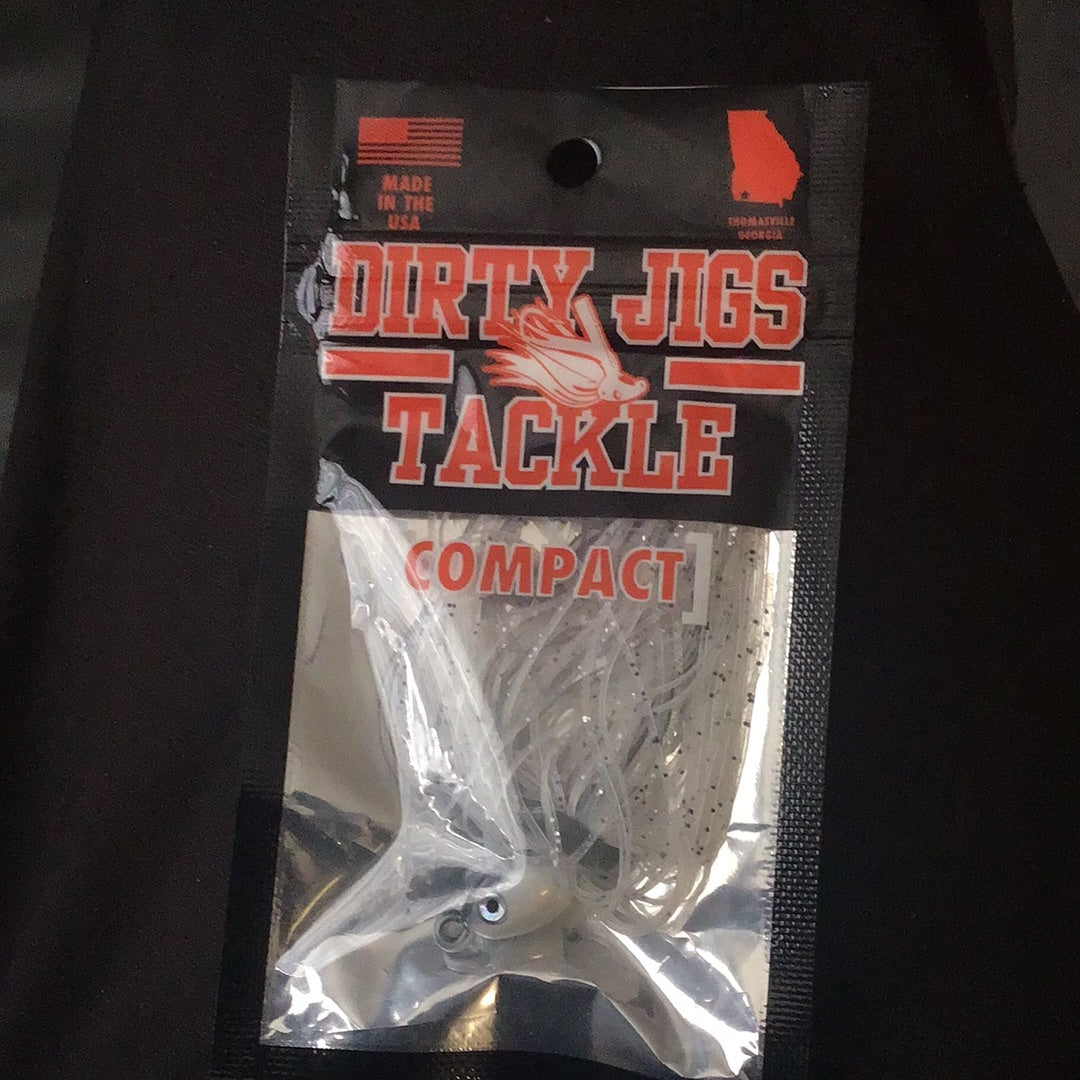 MADE
IN THE
USA
THOMASVILLE
GEORGIA
DIRTY JIGS
TACKLE
COMPACT]